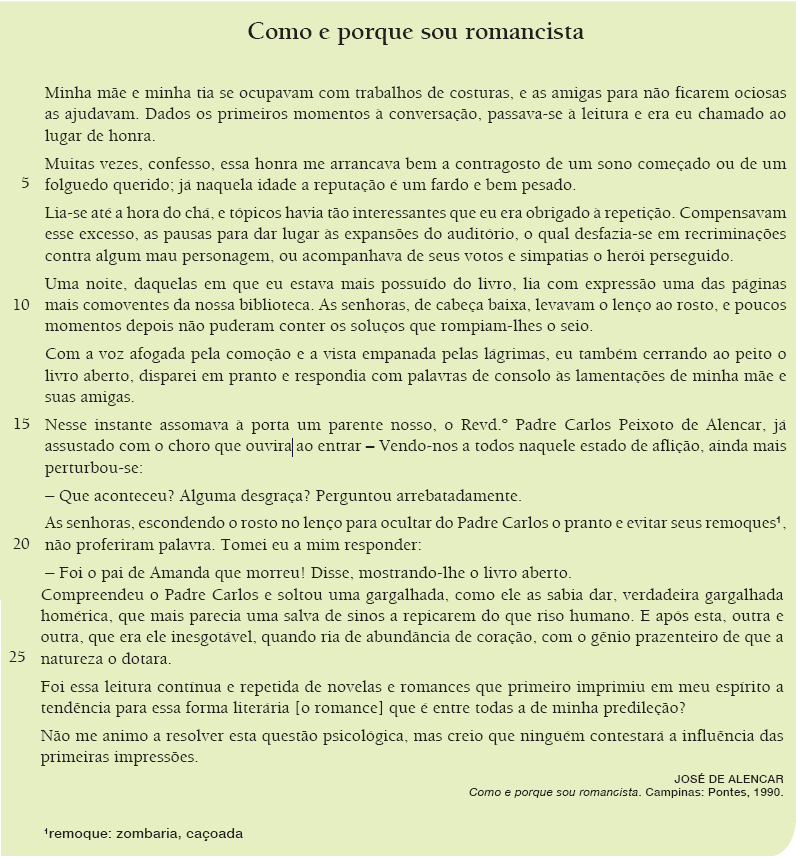 Como e porque sou romancista
Minha mãe e minha tia se ocupavam com trabalhos de costuras, e as amigas para não ficarem ociosas
as ajudavam. Dados os primeiros momentos à conversação, passava-se à leitura e era eu chamado ao
lugar de honra.
Muitas vezes, confesso, essa honra me arrancava bem a contragosto de um sono começado ou de um
5 folguedo querido; já naquela idade a reputação é um fardo e bem pesado.
Lia-se até a hora do chá, e tópicos havia tão interessantes que eu era obrigado à repetição. Compensavam
esse excesso, as pausas para dar lugar às expansões do auditório, o qual desfazia-se em recriminações
contra algum mau personagem, ou acompanhava de seus votos e simpatias o herói perseguido.
Uma noite, daquelas em que eu estava mais possuído do livro, lia com expressão uma das páginas
10 mais comoventes da nossa biblioteca. As senhoras, de cabeça baixa, levavam o lenço ao rosto, e poucos
momentos depois não puderam conter os soluços que rompiam-lhes o seio.
Com a voz afogada pela comoção e a vista empanada pelas lágrimas, eu também cerrando ao peito o
livro aberto, disparei em pranto e respondia com palavras de consolo às lamentações de minha mãe e
suas amigas.
15 Nesse instante assomava à porta um parente nosso, o Revd.º Padre Carlos Peixoto de Alencar, já
assustado com o choro que ouvira ao entrar – Vendo-nos a todos naquele estado de aflição, ainda mais
perturbou-se:
– Que aconteceu? Alguma desgraça? Perguntou arrebatadamente.
As senhoras, escondendo o rosto no lenço para ocultar do Padre Carlos o pranto e evitar seus remoques¹,
20 não proferiram palavra. Tomei eu a mim responder:
– Foi o pai de Amanda que morreu! Disse, mostrando-lhe o livro aberto.
Compreendeu o Padre Carlos e soltou uma gargalhada, como ele as sabia dar, verdadeira gargalhada
homérica, que mais parecia uma salva de sinos a repicarem do que riso humano. E após esta, outra e
outra, que era ele inesgotável, quando ria de abundância de coração, com o gênio prazenteiro de que a
25 natureza o dotara.
Foi essa leitura contínua e repetida de novelas e romances que primeiro imprimiu em meu espírito a
tendência para essa forma literária [o romance] que é entre todas a de minha predileção?
Não me animo a resolver esta questão psicológica, mas creio que ninguém contestará a influência das
primeiras impressões.
JOSÉ DE ALENCAR
Como e porque sou romancista. Campinas: Pontes, 1990.
¹remoque: zombaria, caçoada